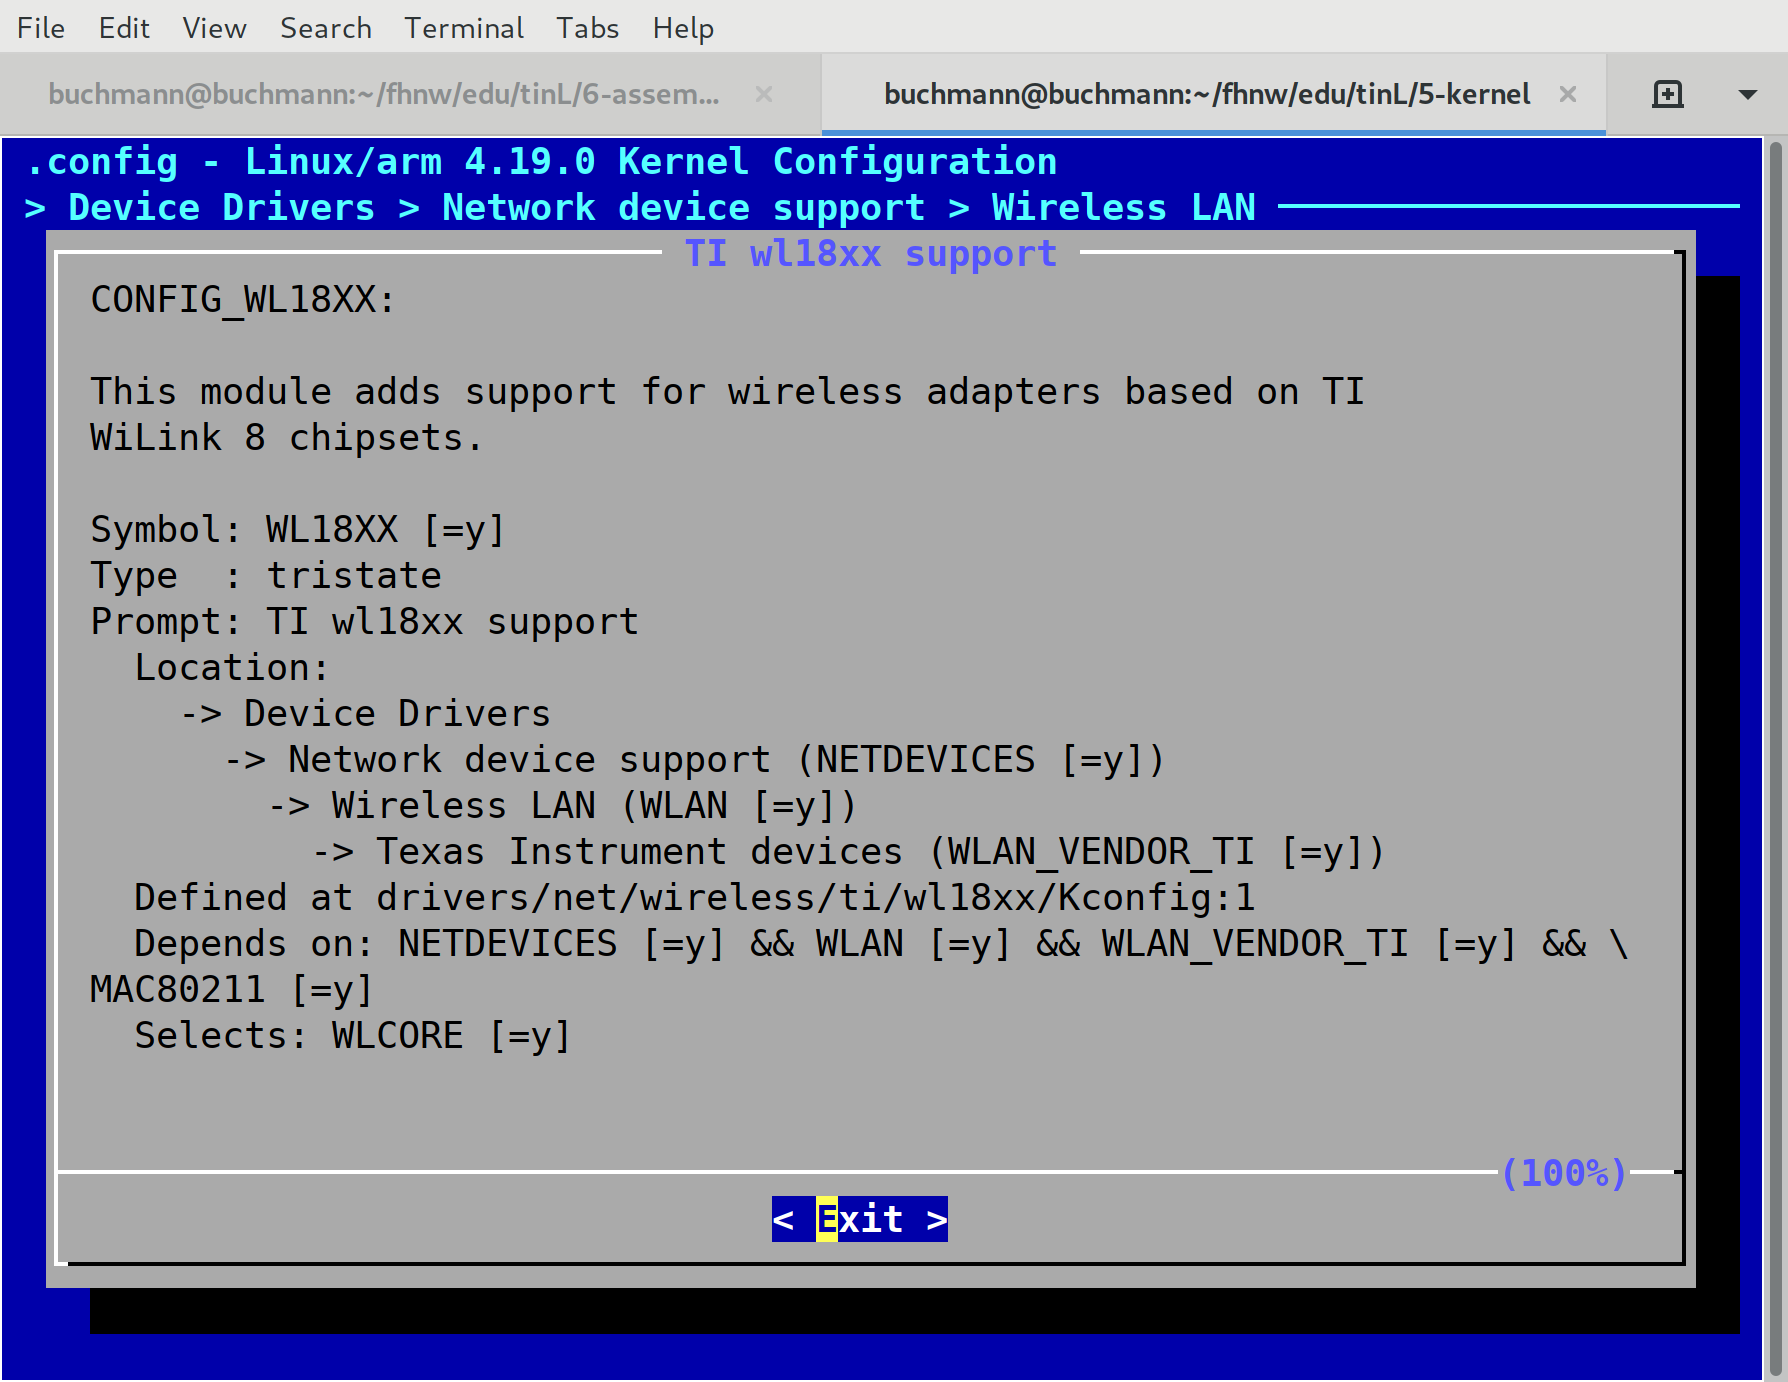 File Edit View Search Terminal Tabs Help
buchmann@buchmann:~/fhnw/edu/tinL/6-assem... × buchmann@buchmann:~/fhnw/edu/tinL/5-kernel ×
.config - Linux/arm 4.19.0 Kernel Configuration
> Device Drivers > Network device support > Wireless LAN
TI wl18xx support
CONFIG_WL18XX:
This module adds support for wireless adapters based on TI
WiLink 8 chipsets.
Symbol: WL18XX [=y]
Type  : tristate
Prompt: TI wl18xx support
  Location:
    -> Device Drivers
      -> Network device support (NETDEVICES [=y])
        -> Wireless LAN (WLAN [=y])
          -> Texas Instrument devices (WLAN_VENDOR_TI [=y])
  Defined at drivers/net/wireless/ti/wl18xx/Kconfig:1
  Depends on: NETDEVICES [=y] && WLAN [=y] && WLAN_VENDOR_TI [=y] && \
MAC80211 [=y]
  Selects: WLCORE [=y]
(100%)
< Exit >